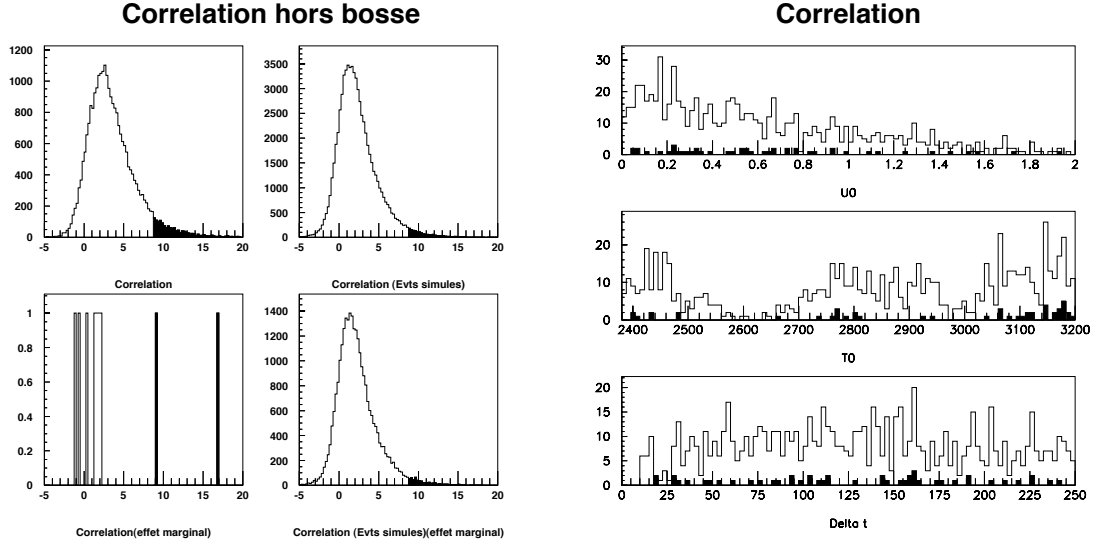 Correlation hors bosse
Correlation
1200
1000
800
600
400
200
0
-5 0 5 10 15 20
Correlation
3500
3000
2500
2000
1500
1000
500
0
-5 0 5 10 15 20
Correlation (Evts simules)
1
0.8
0.6
0.4
0.2
0
-5 0 5 10 15 20
Correlation(effet marginal)
1400
1200
1000
800
600
400
200
0
-5 0 5 10 15 20
Correlation (Evts simules)(effet marginal)
30
20
10
0
0 0.2 0.4 0.6 0.8 1 1.2 1.4 1.6 1.8 2
U0
20
10
0
2400 2500 2600 2700 2800 2900 3000 3100 3200
T0
20
15
10
5
0
0 25 50 75 100 125 150 175 200 225 250
Delta t